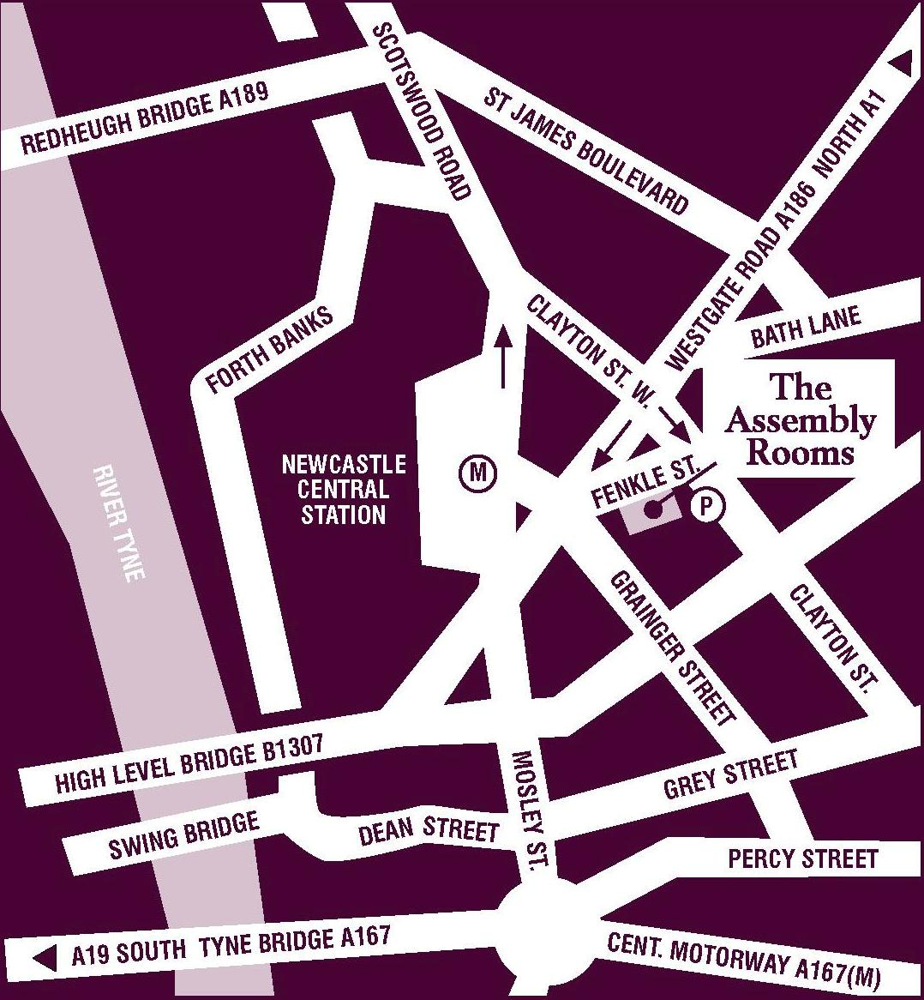 SCOTSWOOD ROAD
REDHEUGH BRIDGE A189
ST JAMES BOULEVARD
WESTGATE ROAD A186 NORTH A1
FORTH BANKS
CLAYTON ST. W.
BATH LANE
The
Assembly
Rooms
NEWCASTLE
CENTRAL
STATION
M
FENKLE ST.
P
RIVER TYNE
GRAINGER STREET
CLAYTON ST.
HIGH LEVEL BRIDGE B1307
MOSLEY ST.
GREY STREET
SWING BRIDGE
DEAN STREET
PERCY STREET
A19 SOUTH TYNE BRIDGE A167
CENT. MOTORWAY A167(M)